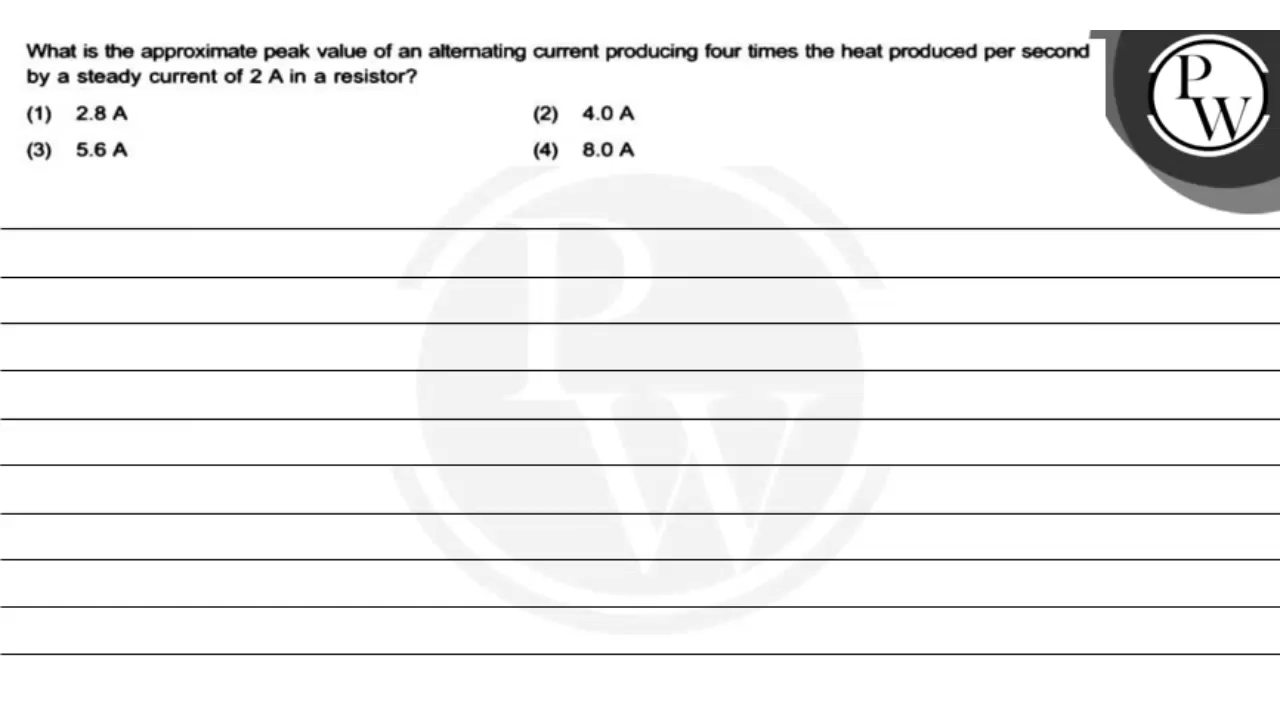 What is the approximate peak value of an alternating current producing four times the heat produced per second
by a steady current of 2 A in a resistor?
(1) 2.8 A (2) 4.0 A
(3) 5.6 A (4) 8.0 A
P
W
P
W